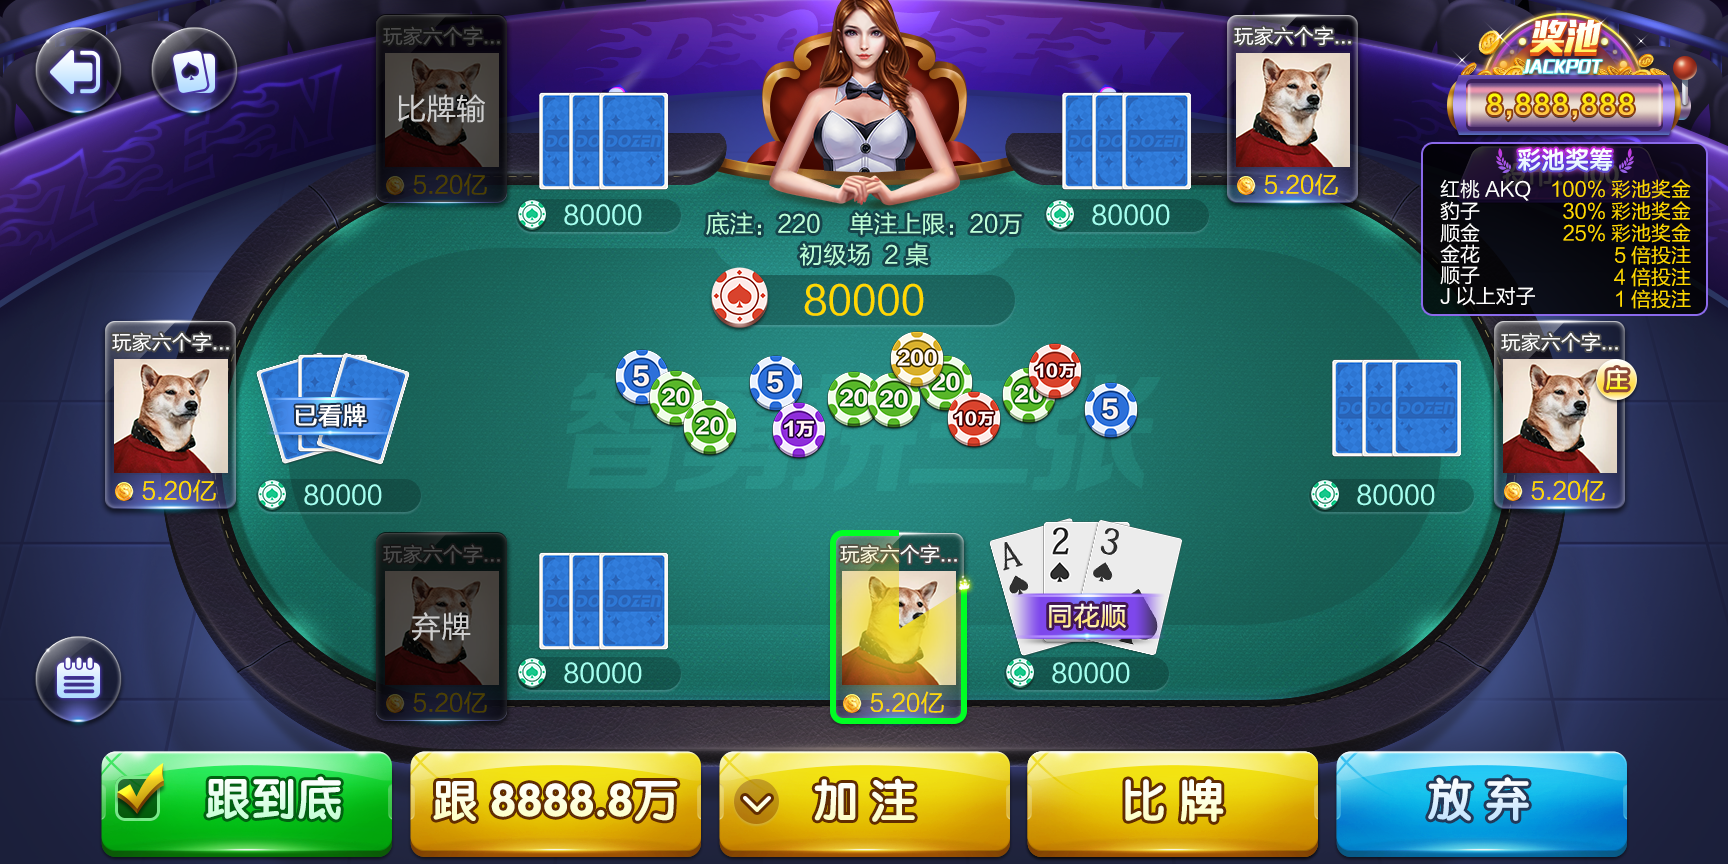 玩家六个字...
比牌输
5.20亿
DOZEN
80000
底注：220 单注上限：20万
初级场 2 桌
80000
DOZEN
80000
玩家六个字...
5.20亿
奖池
JACKPOT
8,888,888
彩池奖筹
红桃 AKQ 100% 彩池奖金
豹子 30% 彩池奖金
顺金 25% 彩池奖金
金花 5 倍投注
顺子 4 倍投注
J 以上对子 1 倍投注
玩家六个字...
5.20亿
已看牌
80000
5
20
20
5
1万
20
20
200
20
10万
20
10万
5
DOZEN
80000
玩家六个字...
庄
5.20亿
玩家六个字...
弃牌
5.20亿
DOZEN
80000
玩家六个字...
5.20亿
A 2 3
同花顺
80000
跟到底
跟 8888.8万
加注
比牌
放弃